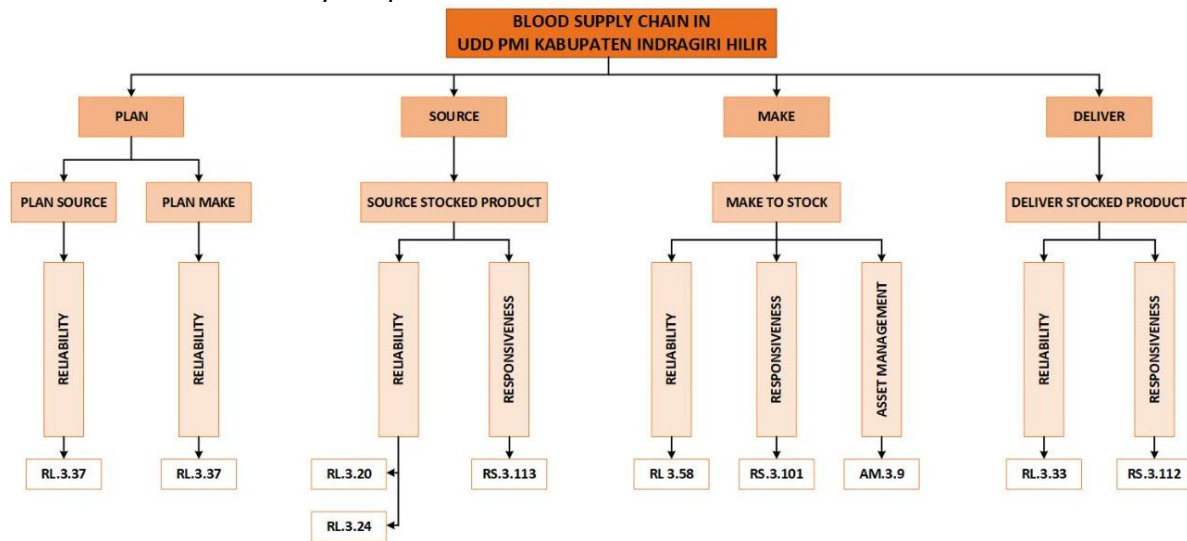 BLOOD SUPPLY CHAIN IN
UDD PMI KABUPATEN INDRAGIRI HILIR
PLAN
SOURCE
MAKE
DELIVER
PLAN SOURCE
PLAN MAKE
SOURCE STOCKED PRODUCT
MAKE TO STOCK
DELIVER STOCKED PRODUCT
RELIABILITY
RELIABILITY
RELIABILITY
RESPONSIVENESS
RELIABILITY
RESPONSIVENESS
ASSET MANAGEMENT
RELIABILITY
RESPONSIVENESS
RL.3.37
RL.3.37
RL.3.20
RS.3.113
RL 3.58
RS.3.101
AM.3.9
RL.3.33
RS.3.112
RL.3.24